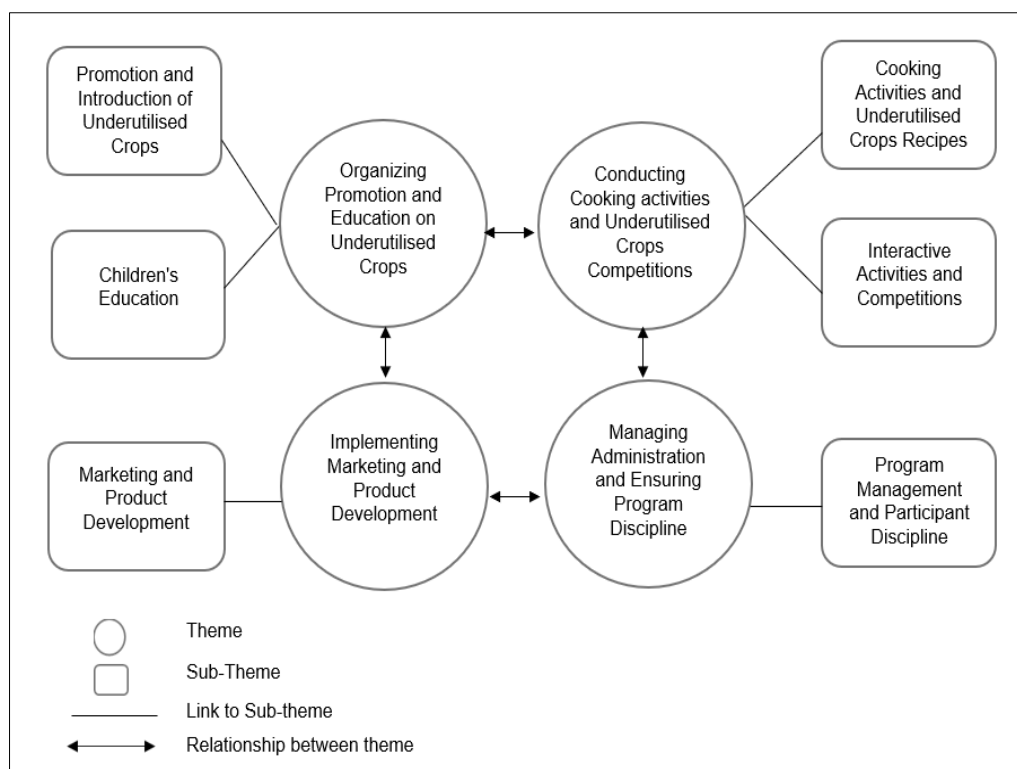 Promotion and
Introduction of
Underutilised
Crops
Children's
Education
Organizing
Promotion and
Education on
Underutilised
Crops
Conducting
Cooking activities
and Underutilised
Crops
Competitions
Cooking
Activities and
Underutilised
Crops Recipes
Interactive
Activities and
Competitions
Marketing and
Product
Development
Implementing
Marketing and
Product
Development
Managing
Administration
and Ensuring
Program
Discipline
Program
Management
and Participant
Discipline
Theme
Sub-Theme
Link to Sub-theme
Relationship between theme